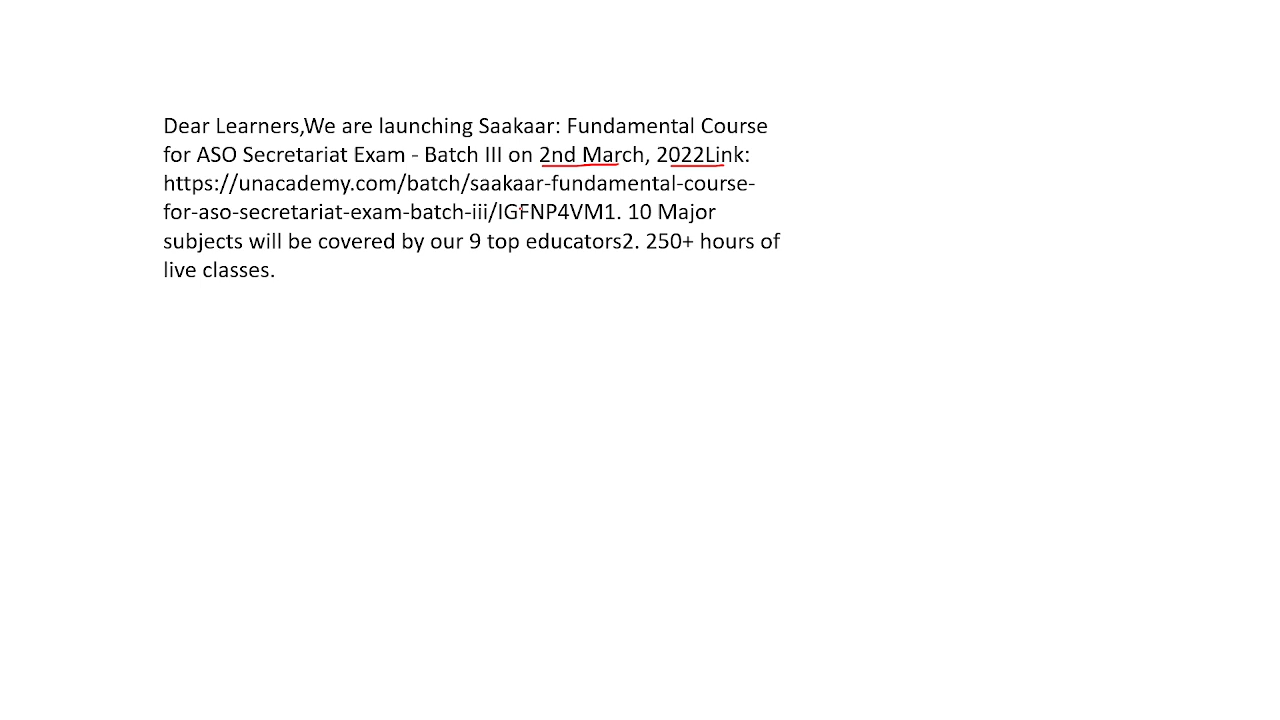 Dear Learners,We are launching Saakaar: Fundamental Course
for ASO Secretariat Exam - Batch III on 2nd March, 2022Link:
https://unacademy.com/batch/saakaar-fundamental-course-
for-aso-secretariat-exam-batch-iii/IGFNP4VM1. 10 Major
subjects will be covered by our 9 top educators2. 250+ hours of
live classes.